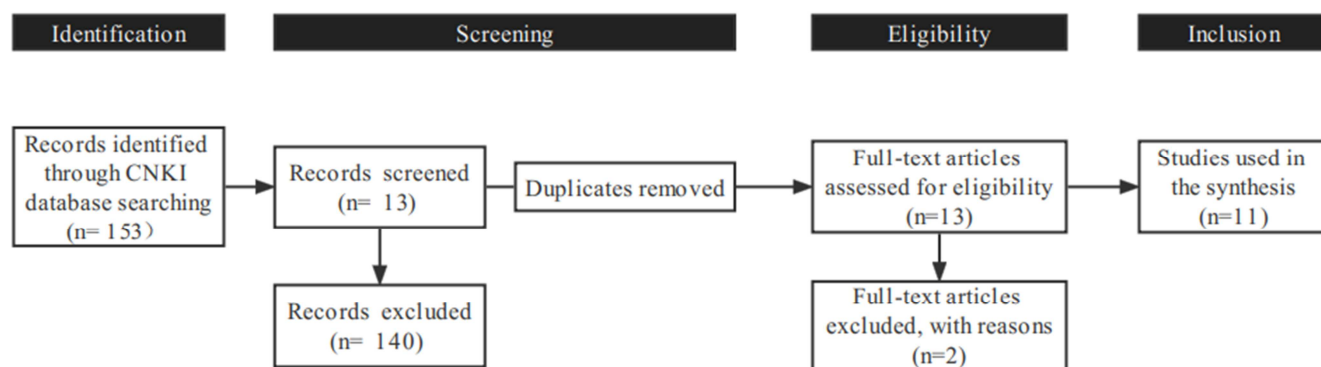 Identification
Screening
Eligibility
Inclusion
Records identified
through CNKI
database searching
(n= 153）
Records screened
(n= 13)
Duplicates removed
Full-text articles
assessed for eligibility
(n=13)
Studies used in
the synthesis
(n=11)
Records excluded
(n= 140)
Full-text articles
excluded, with reasons
(n=2)